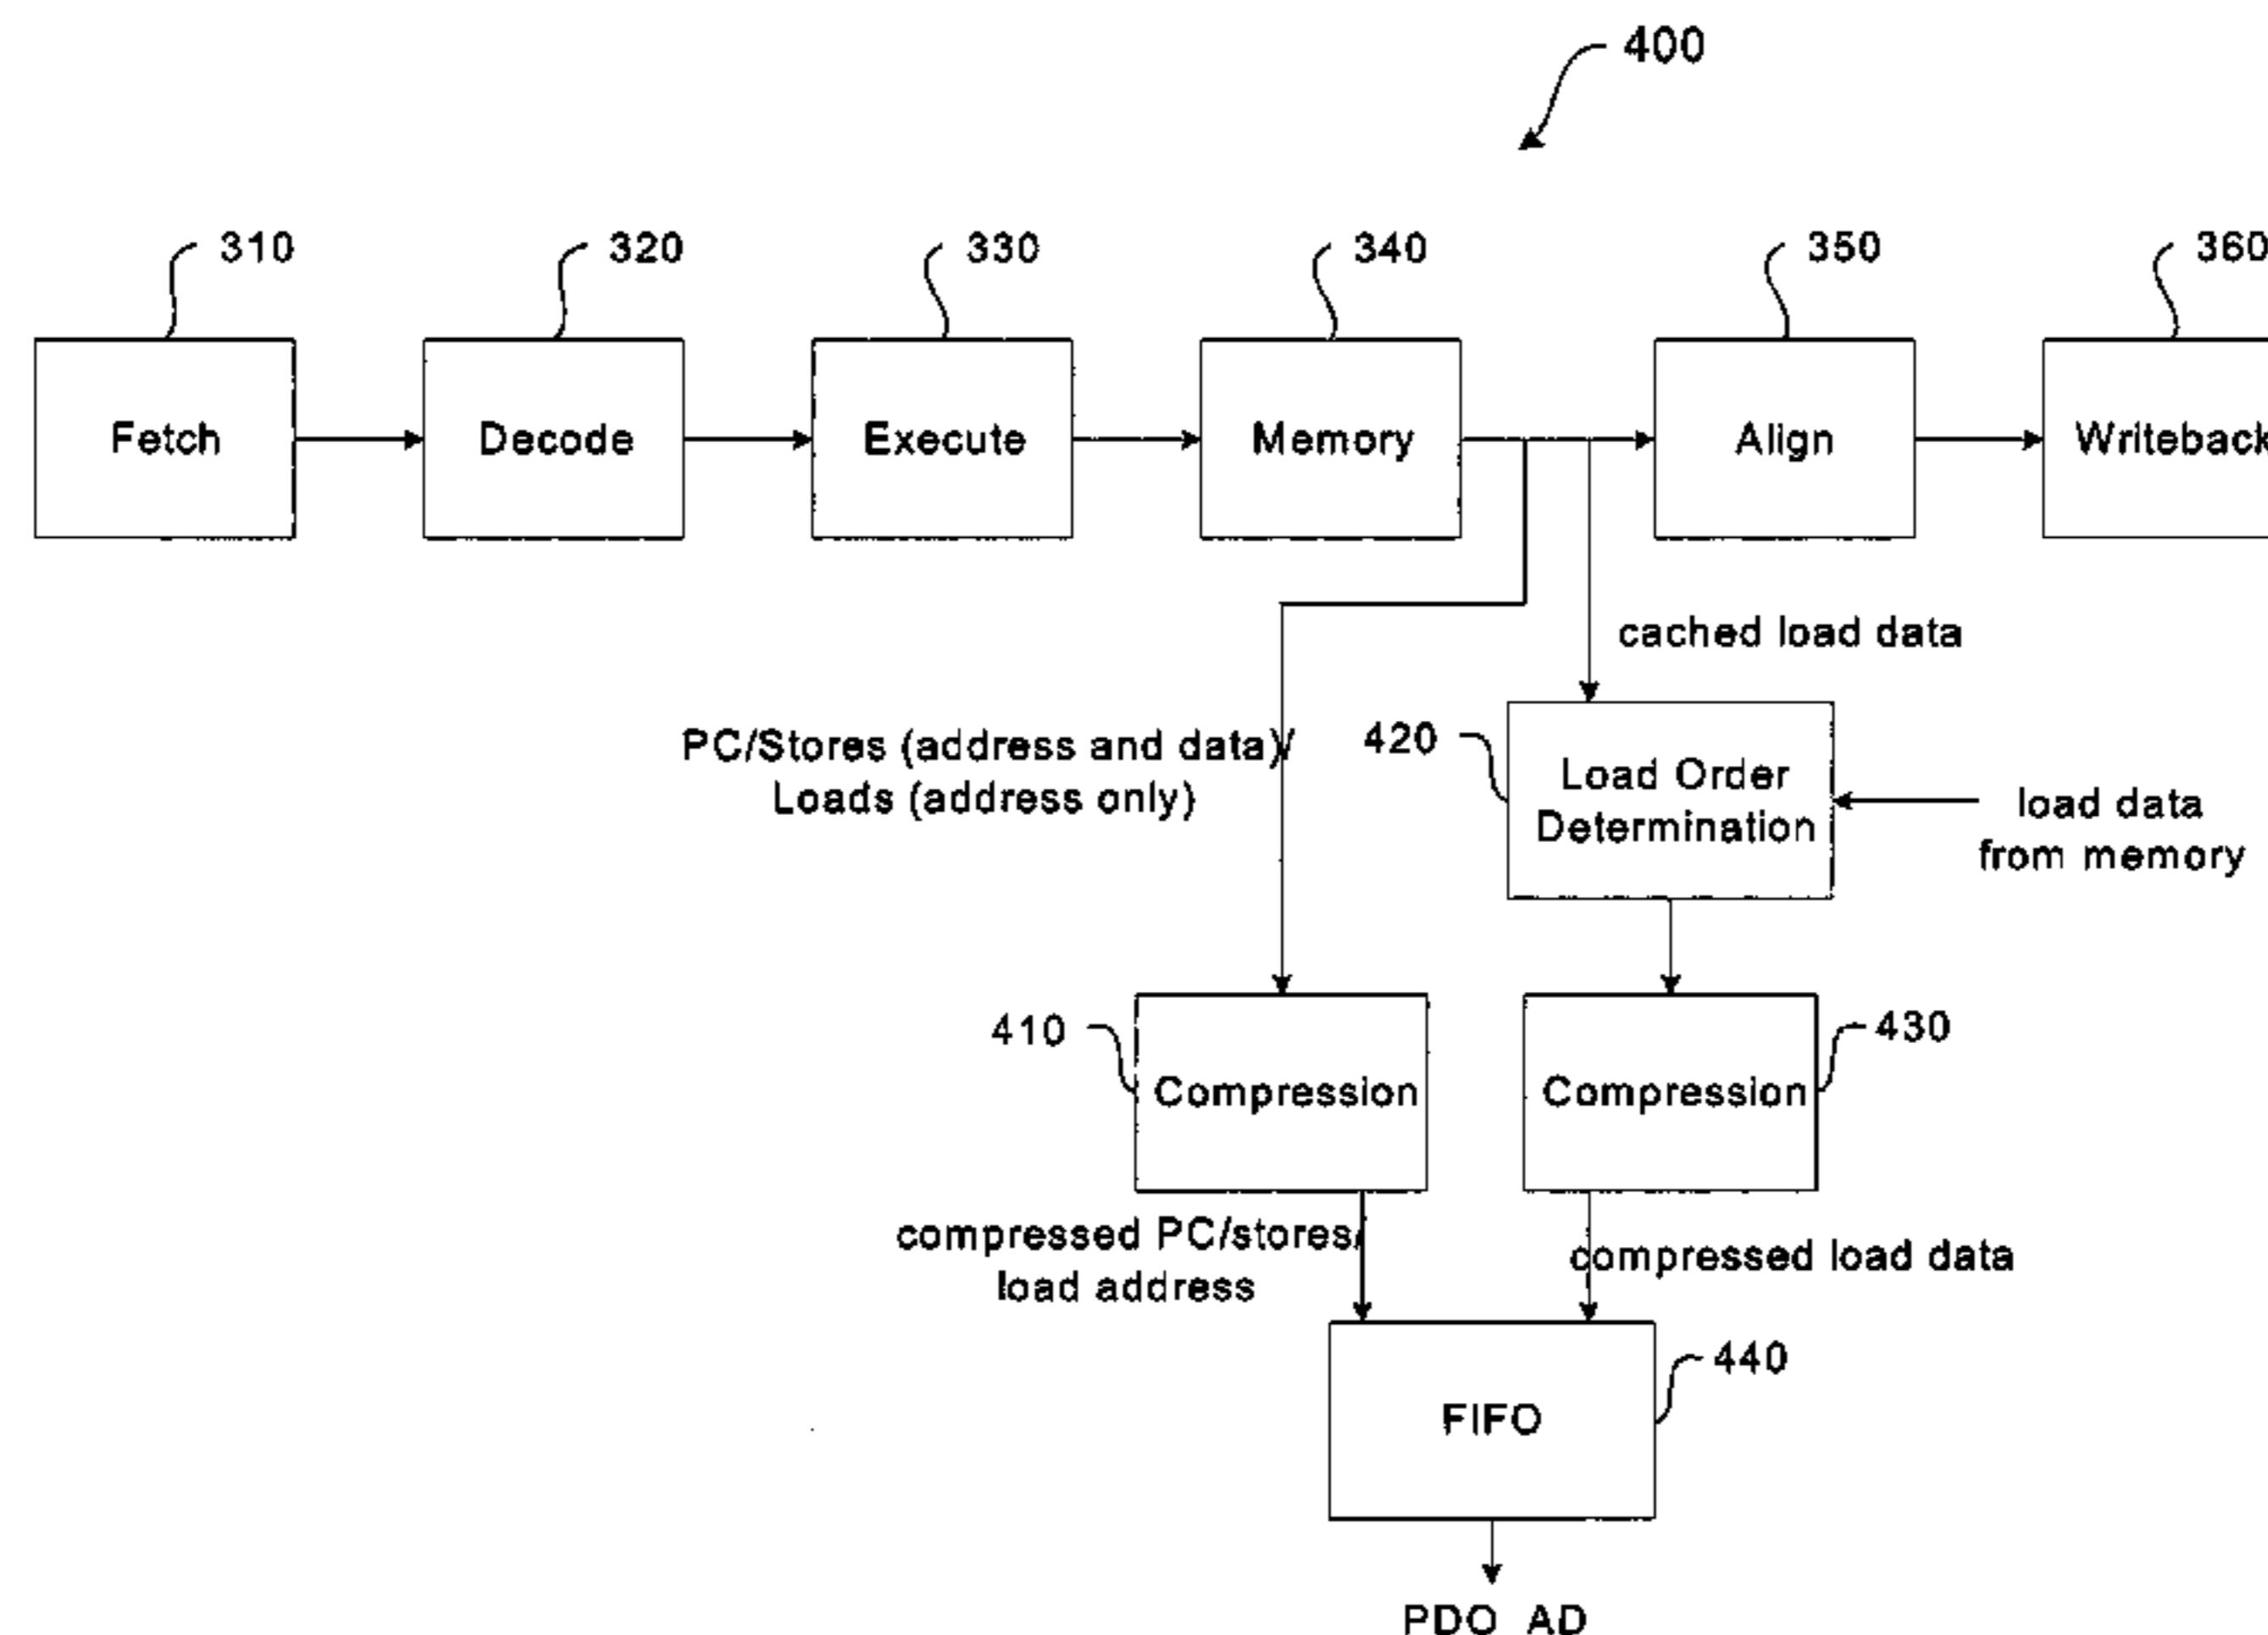 400
310
320
330
340
350
360
Fetch
Decode
Execute
Memory
Align
Writeback
cached load data
PC/Stores (address and data)/
Loads (address only)
420
Load Order
Determination
load data
from memory
410
Compression
Compression
430
compressed PC/stores/
load address
compressed load data
FIFO
440
PDO_AD